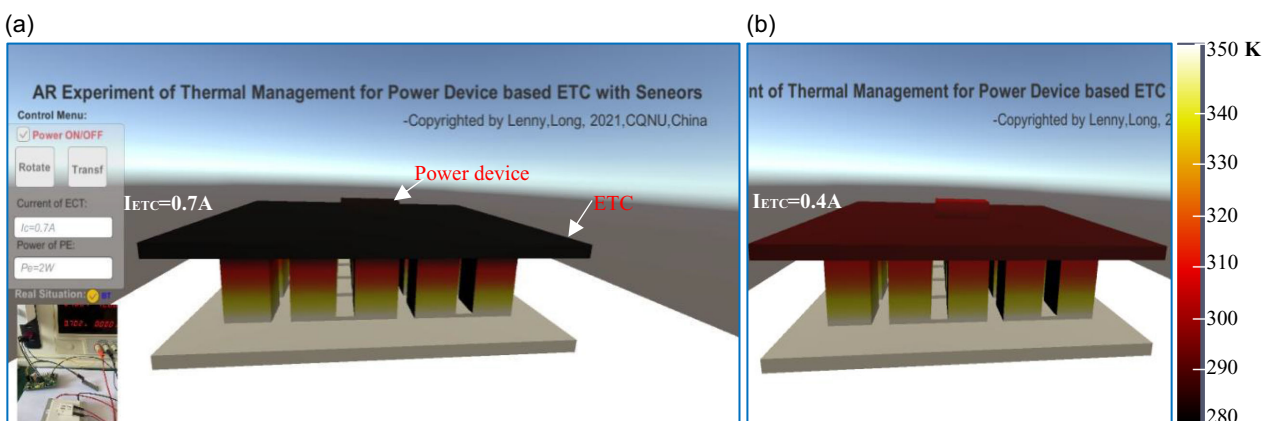 (a)
AR Experiment of Thermal Management for Power Device based ETC with Seneors
-Copyrighted by Lenny,Long, 2021,CQNU,China
Control Menu:
Power ON/OFF
Rotate
Transf
Current of ECT:
Ic=0.7A
Power of PE:
Pe=2W
Real Situation:
BT
IETC=0.7A
Power device
ETC
(b)
nt of Thermal Management for Power Device based ETC
-Copyrighted by Lenny,Long, 2
IETC=0.4A
350 K
340
330
320
310
300
290
280